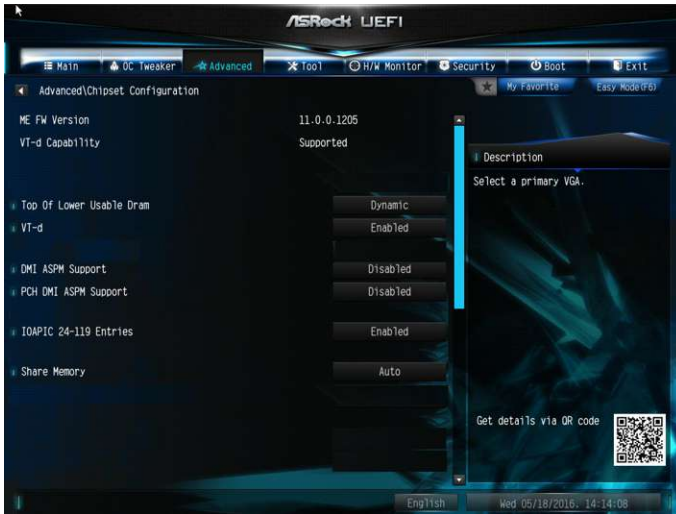 ASRock UEFI
Main
OC Tweaker
Advanced
Tool
H/W Monitor
Security
Boot
Exit
Advanced\Chipset Configuration
My Favorite
Easy Mode(F6)
ME FW Version 11.0.0.1205
VT-d Capability Supported
Top Of Lower Usable Dram Dynamic
VT-d Enabled
DMI ASPM Support Disabled
PCH DMI ASPM Support Disabled
IOAPIC 24-119 Entries Enabled
Share Memory Auto
Description
Select a primary VGA.
Get details via QR code
English
Wed 05/18/2016. 14:14:08